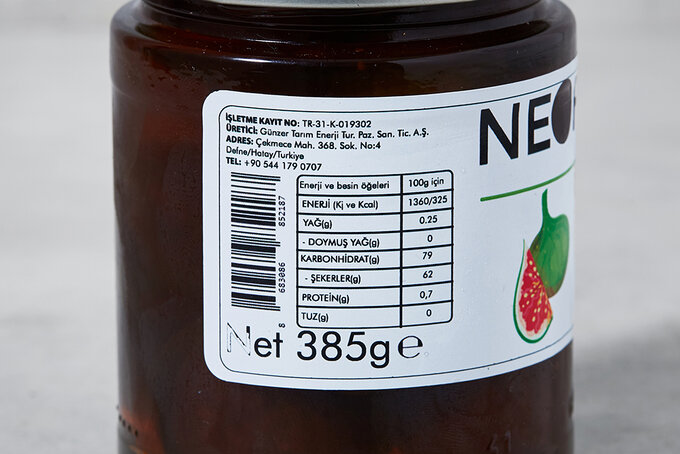 İŞLETME KAYIT NO: TR-31-K-019302
ÜRETİCİ: Günzer Tarım Enerji Tur. Paz. San. Tic. A.Ş.
ADRES: Çekmece Mah. 368. Sok. No:4
Defne/Hatay/Turkiye
TEL: +90 544 179 0707
NEO
Enerji ve besin öğeleri 100g için
ENERJİ (Kj ve Kcal) 1360/325
YAĞ(g) 0.25
- DOYMUŞ YAĞ(g) 0
KARBONHİDRAT(g) 79
- ŞEKERLER(g) 62
PROTEİN(g) 0,7
TUZ(g) 0
8 683086 852187
Net 385g e